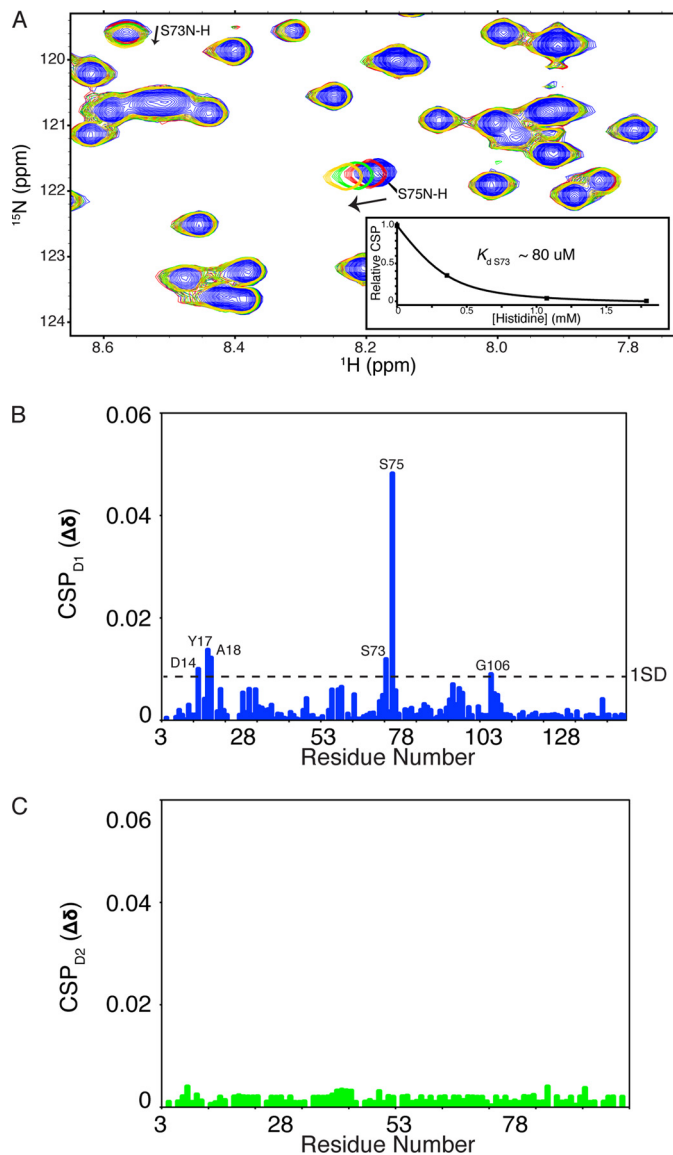 A
S73N-H
120
121
122
123
124
15N (ppm)
S75N-H
Relative CSP
1.0
0.5
0
Kd S73 ~ 80 uM
0
0.5
1.0
1.5
[Histidine] (mM)
8.6
8.4
8.2
8.0
7.8
1H (ppm)
B
0.06
0.04
0.02
0
CSPD1 (Δδ)
S75
Y17
A18
D14
S73
G106
1SD
3
28
53
78
103
128
Residue Number
C
0.06
0.04
0.02
0
CSPD2 (Δδ)
3
28
53
78
Residue Number